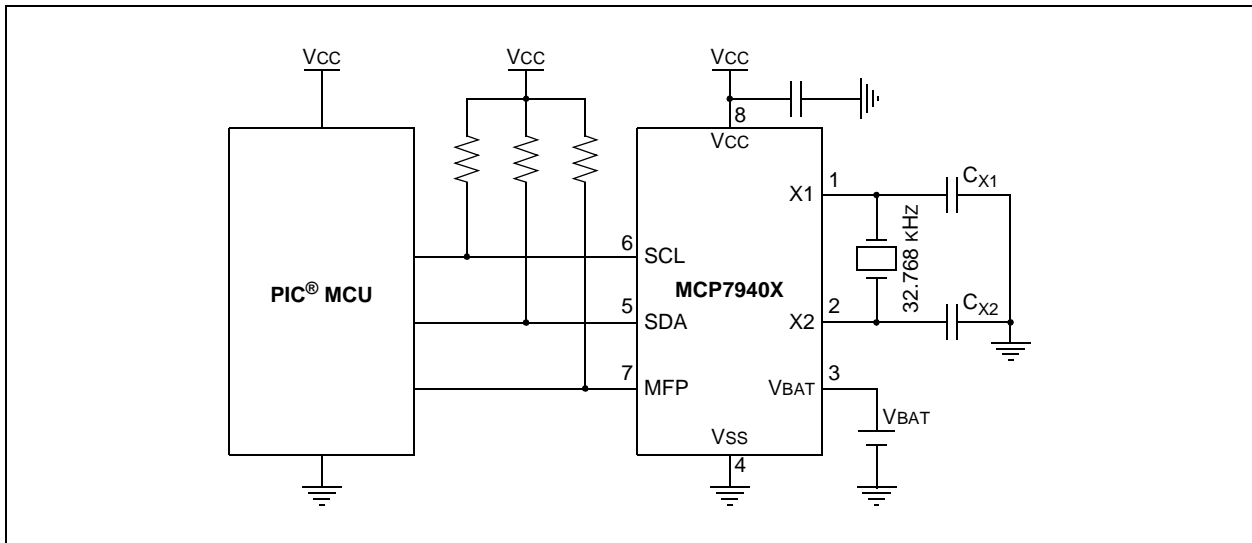 VCC
VCC
VCC
8
VCC
1
CX1
X1
32.768 KHZ
6
SCL
PIC® MCU
MCP7940X
5
SDA
2
X2
CX2
7
MFP
3
VBAT
VBAT
VSS
4